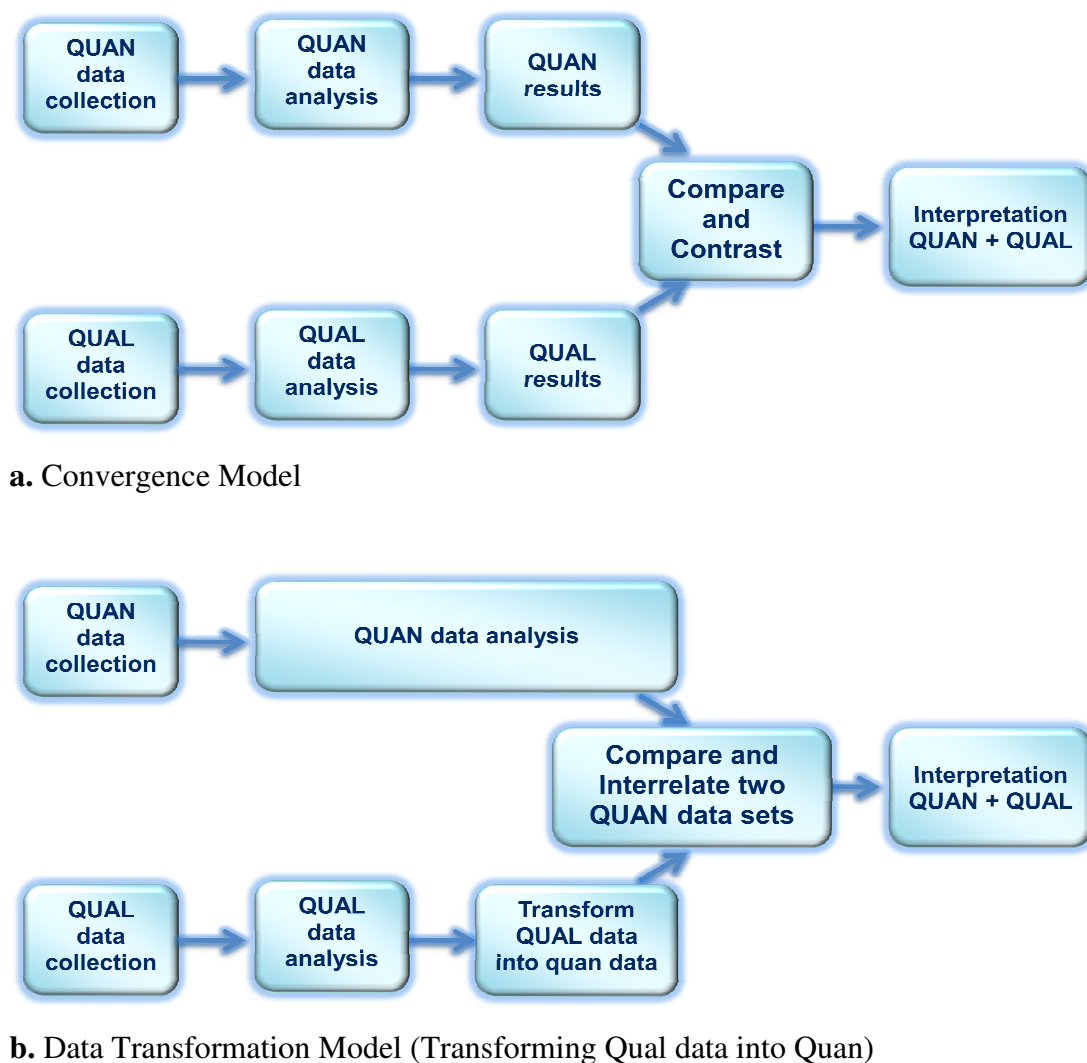 QUAN
data
collection
QUAN
data
analysis
QUAN
results
Compare
and
Contrast
Interpretation
QUAN + QUAL
QUAL
data
collection
QUAL
data
analysis
QUAL
results
a. Convergence Model
QUAN
data
collection
QUAN data analysis
Compare and
Interrelate two
QUAN data sets
Interpretation
QUAN + QUAL
QUAL
data
collection
QUAL
data
analysis
Transform
QUAL data
into quan data
b. Data Transformation Model (Transforming Qual data into Quan)